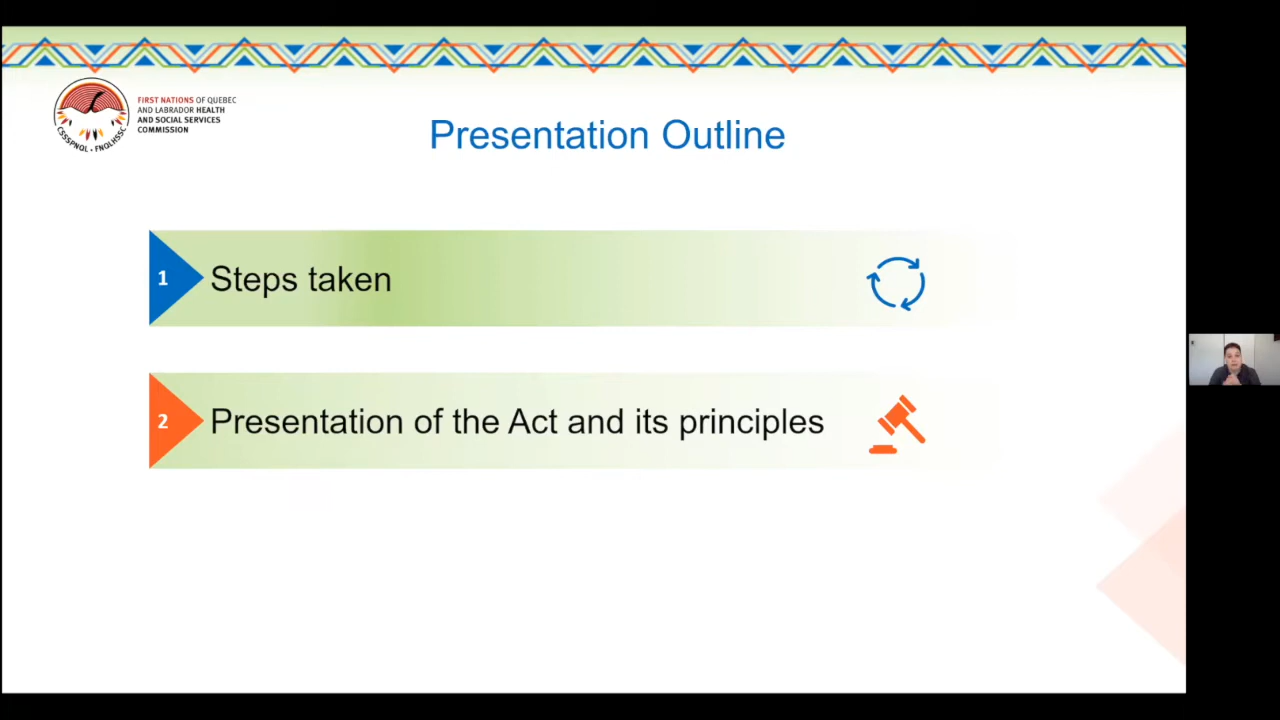 FIRST NATIONS OF QUEBEC
AND LABRADOR HEALTH
AND SOCIAL SERVICES
COMMISSION
CSSSPNQL • FNQLHSSC
Presentation Outline
1 Steps taken
2 Presentation of the Act and its principles